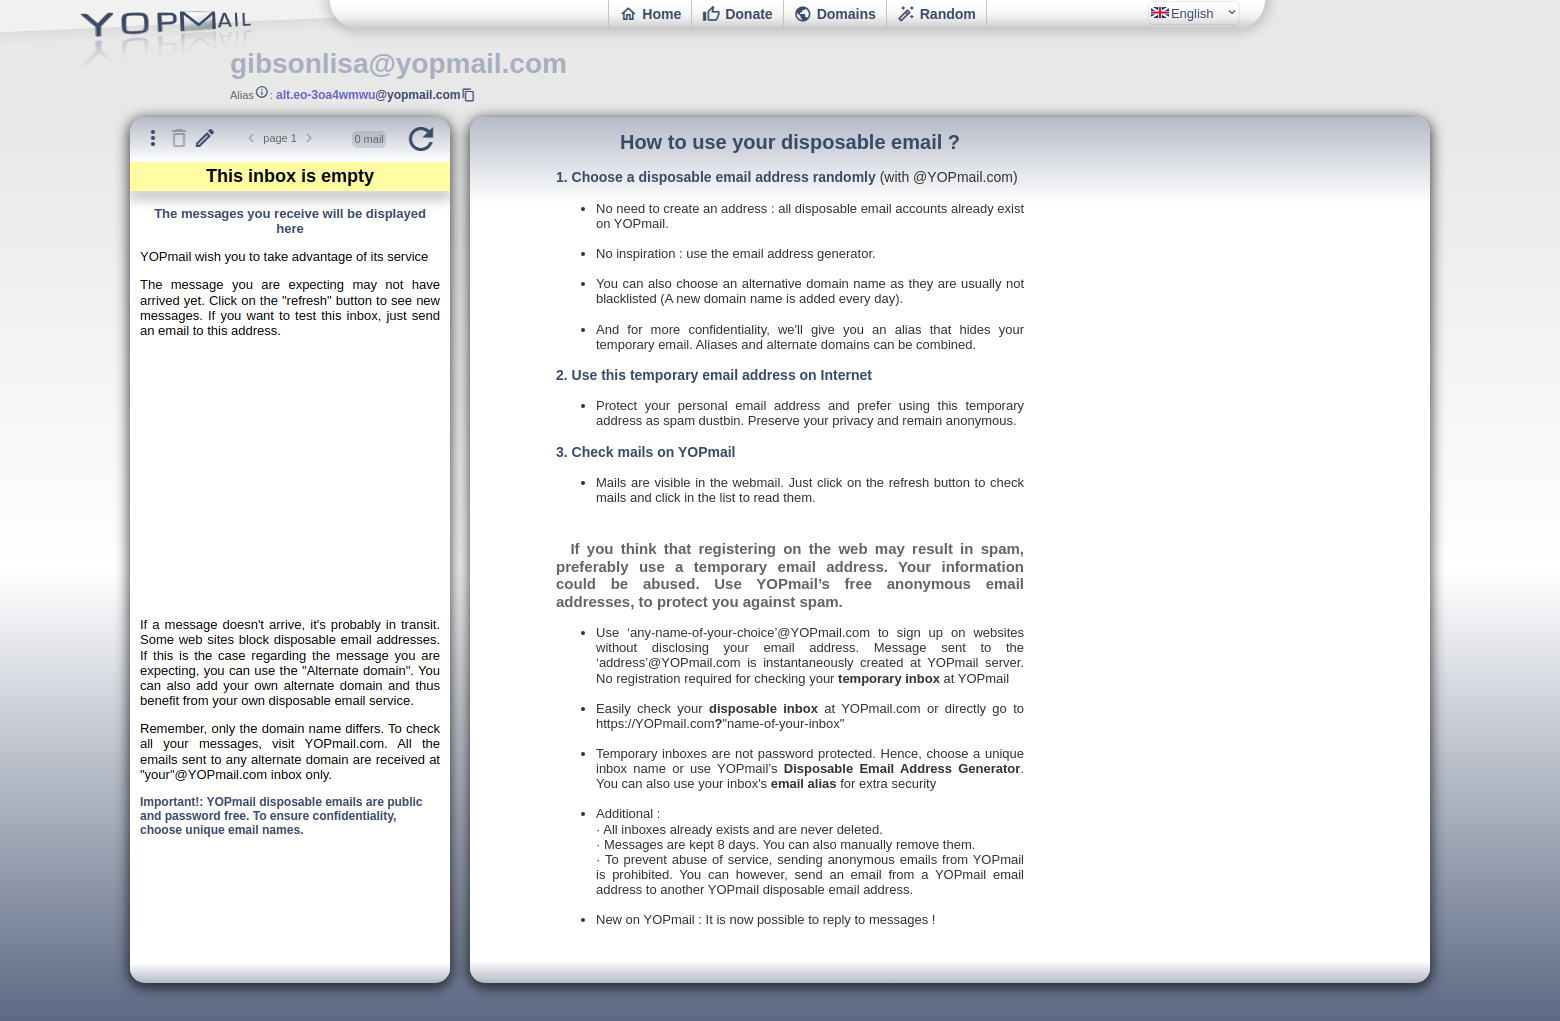 YOPMAIL
Home
Donate
Domains
Random
English
gibsonlisa@yopmail.com
Alias : alt.eo-3oa4wmwu@yopmail.com
page 1
0 mail
This inbox is empty
The messages you receive will be displayed
here
YOPmail wish you to take advantage of its service
The message you are expecting may not have
arrived yet. Click on the "refresh" button to see new
messages. If you want to test this inbox, just send
an email to this address.
If a message doesn't arrive, it's probably in transit.
Some web sites block disposable email addresses.
If this is the case regarding the message you are
expecting, you can use the "Alternate domain". You
can also add your own alternate domain and thus
benefit from your own disposable email service.
Remember, only the domain name differs. To check
all your messages, visit YOPmail.com. All the
emails sent to any alternate domain are received at
"your"@YOPmail.com inbox only.
Important!: YOPmail disposable emails are public
and password free. To ensure confidentiality,
choose unique email names.
How to use your disposable email ?
1. Choose a disposable email address randomly (with @YOPmail.com)
• No need to create an address : all disposable email accounts already exist
on YOPmail.
• No inspiration : use the email address generator.
• You can also choose an alternative domain name as they are usually not
blacklisted (A new domain name is added every day).
• And for more confidentiality, we'll give you an alias that hides your
temporary email. Aliases and alternate domains can be combined.
2. Use this temporary email address on Internet
• Protect your personal email address and prefer using this temporary
address as spam dustbin. Preserve your privacy and remain anonymous.
3. Check mails on YOPmail
• Mails are visible in the webmail. Just click on the refresh button to check
mails and click in the list to read them.
If you think that registering on the web may result in spam,
preferably use a temporary email address. Your information
could be abused. Use YOPmail’s free anonymous email
addresses, to protect you against spam.
• Use ‘any-name-of-your-choice’@YOPmail.com to sign up on websites
without disclosing your email address. Message sent to the
‘address’@YOPmail.com is instantaneously created at YOPmail server.
No registration required for checking your temporary inbox at YOPmail
• Easily check your disposable inbox at YOPmail.com or directly go to
https://YOPmail.com?"name-of-your-inbox"
• Temporary inboxes are not password protected. Hence, choose a unique
inbox name or use YOPmail’s Disposable Email Address Generator.
You can also use your inbox's email alias for extra security
• Additional :
· All inboxes already exists and are never deleted.
· Messages are kept 8 days. You can also manually remove them.
· To prevent abuse of service, sending anonymous emails from YOPmail
is prohibited. You can however, send an email from a YOPmail email
address to another YOPmail disposable email address.
• New on YOPmail : It is now possible to reply to messages !